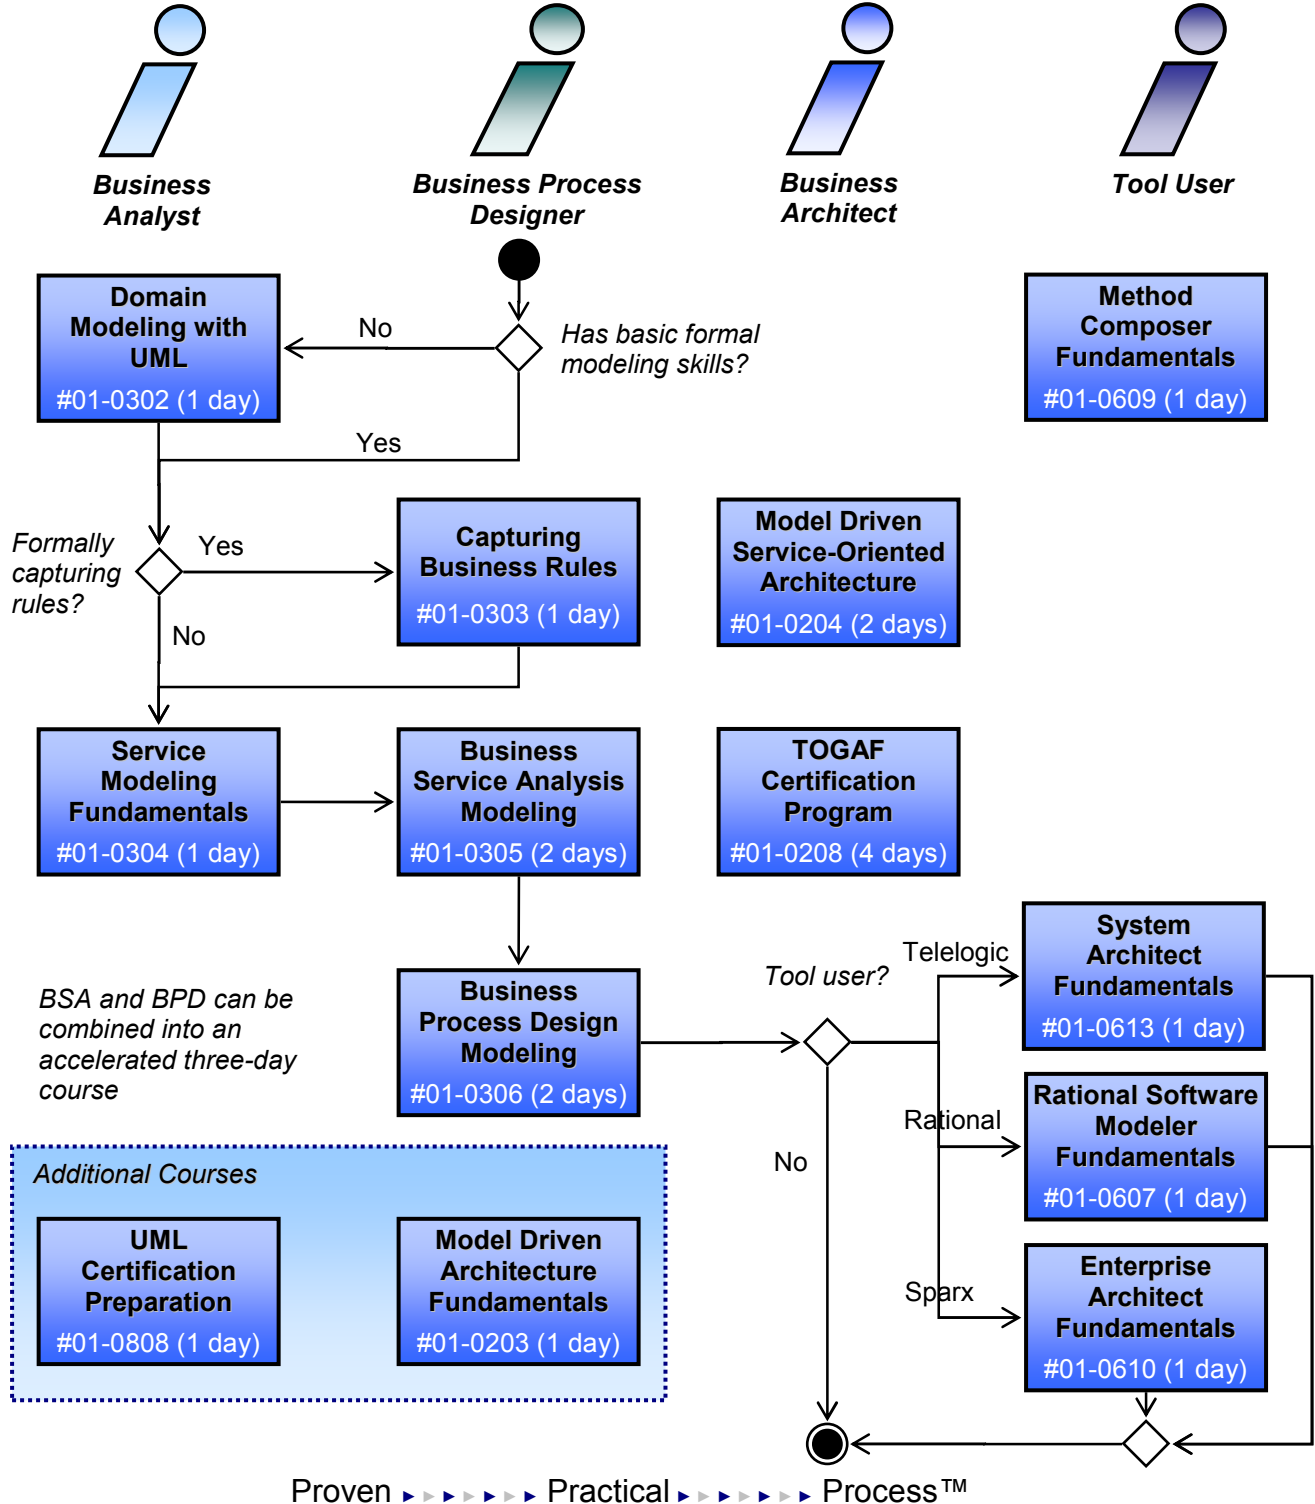 Business
Analyst
Business Process
Designer
Business
Architect
Tool User
Domain
Modeling with
UML
#01-0302 (1 day)
No
Has basic formal
modeling skills?
Method
Composer
Fundamentals
#01-0609 (1 day)
Yes
Formally
capturing
rules?
Yes
No
Capturing
Business Rules
#01-0303 (1 day)
Model Driven
Service-Oriented
Architecture
#01-0204 (2 days)
Service
Modeling
Fundamentals
#01-0304 (1 day)
Business
Service Analysis
Modeling
#01-0305 (2 days)
TOGAF
Certification
Program
#01-0208 (4 days)
BSA and BPD can be
combined into an
accelerated three-day
course
Business
Process Design
Modeling
#01-0306 (2 days)
Tool user?
No
Telelogic
System
Architect
Fundamentals
#01-0613 (1 day)
Rational
Rational Software
Modeler
Fundamentals
#01-0607 (1 day)
Sparx
Enterprise
Architect
Fundamentals
#01-0610 (1 day)
Additional Courses
UML
Certification
Preparation
#01-0808 (1 day)
Model Driven
Architecture
Fundamentals
#01-0203 (1 day)
Proven Practical Process™